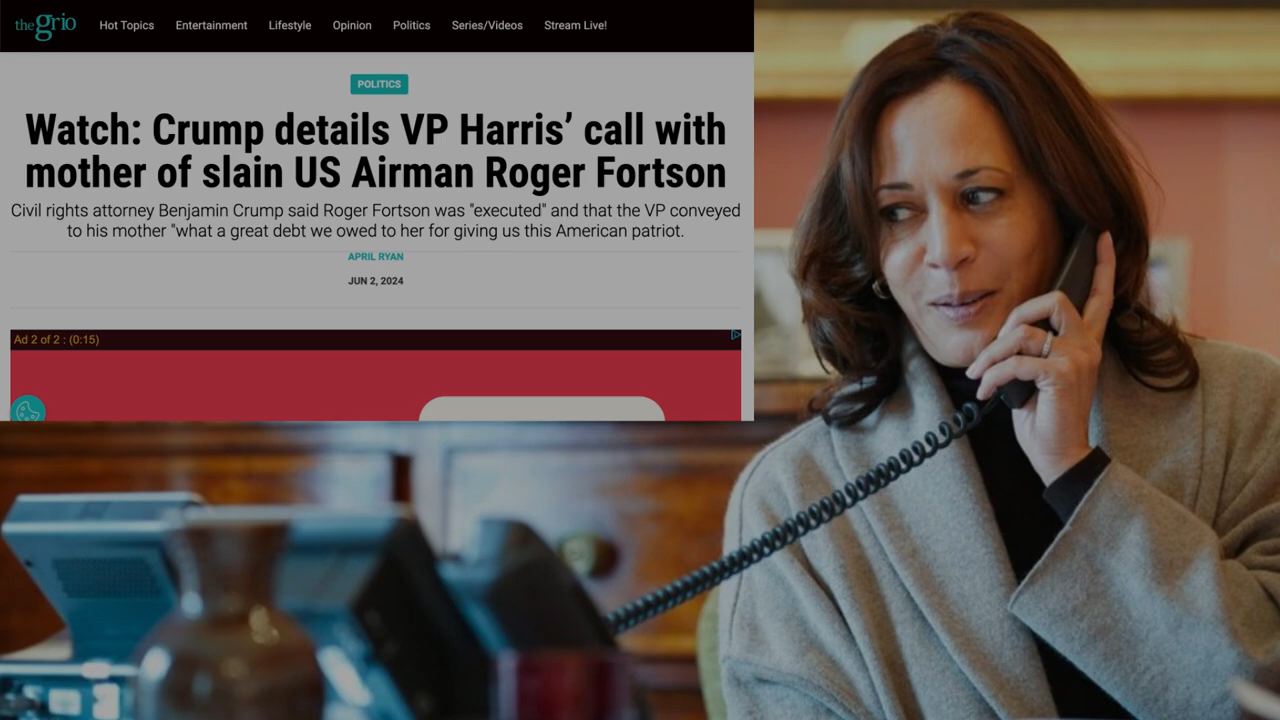 thegrio Hot Topics Entertainment Lifestyle Opinion Politics Series/Videos Stream Live!
POLITICS
Watch: Crump details VP Harris’ call with
mother of slain US Airman Roger Fortson
Civil rights attorney Benjamin Crump said Roger Fortson was "executed" and that the VP conveyed
to his mother "what a great debt we owed to her for giving us this American patriot.
APRIL RYAN
JUN 2, 2024
Ad 2 of 2 : (0:15)